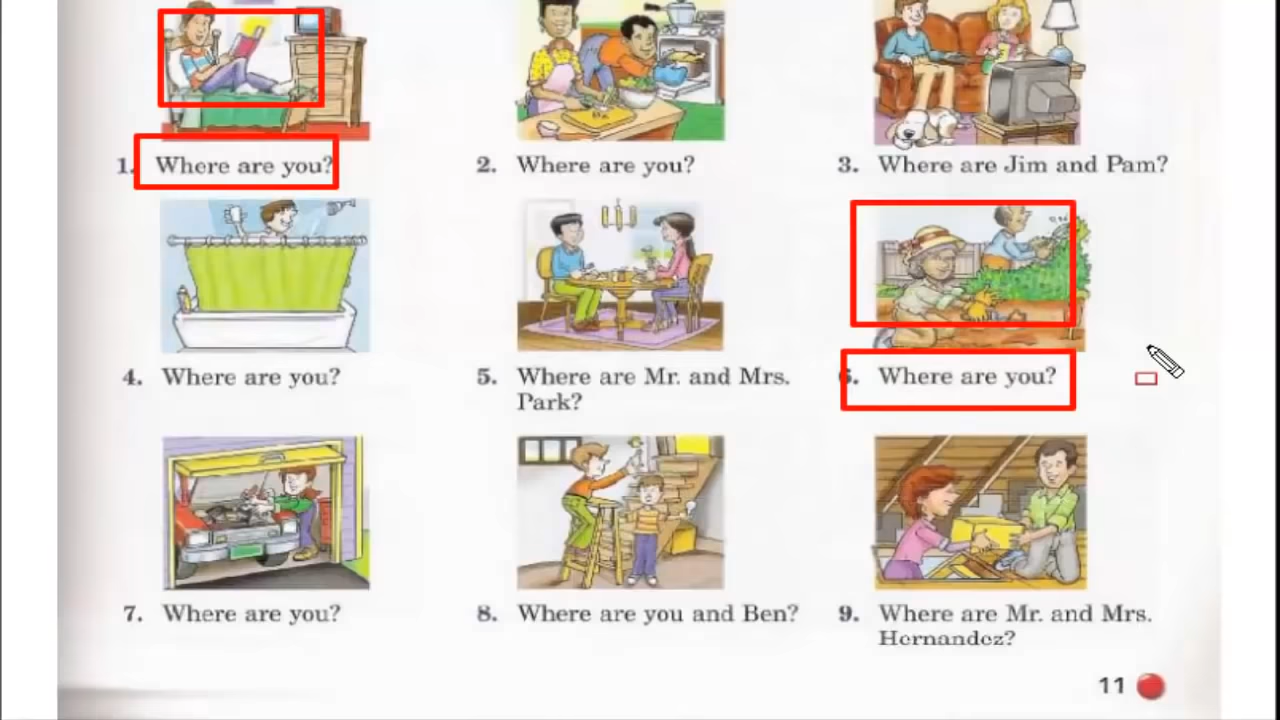 1. Where are you?
2. Where are you?
3. Where are Jim and Pam?
4. Where are you?
5. Where are Mr. and Mrs.
Park?
6. Where are you?
7. Where are you?
8. Where are you and Ben?
9. Where are Mr. and Mrs.
Hernandez?
11